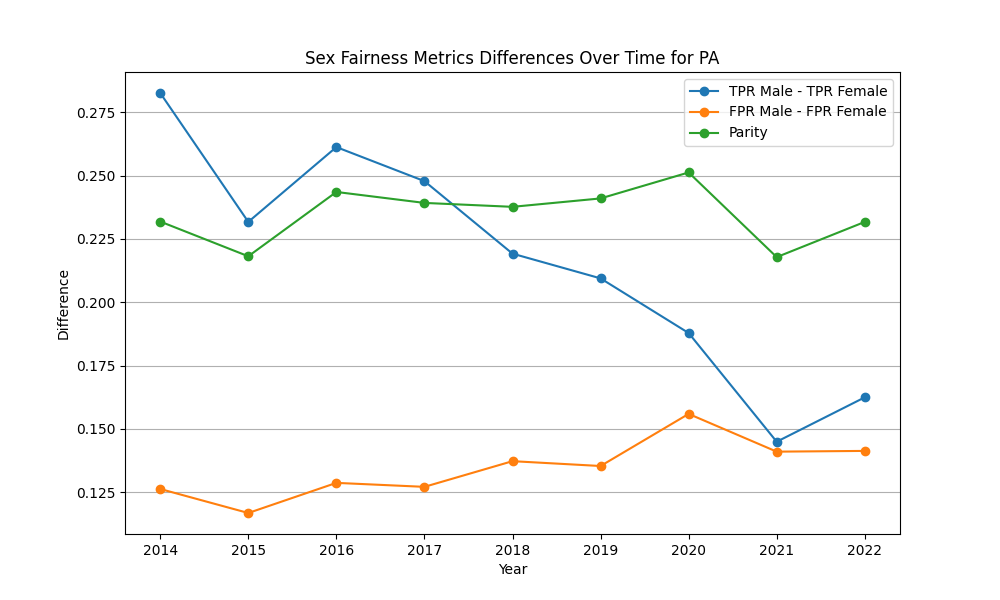 Sex Fairness Metrics Differences Over Time for PA
TPR Male - TPR Female
FPR Male - FPR Female
Parity
0.275
0.250
0.225
0.200
0.175
0.150
0.125
Difference
2014 2015 2016 2017 2018 2019 2020 2021 2022
Year